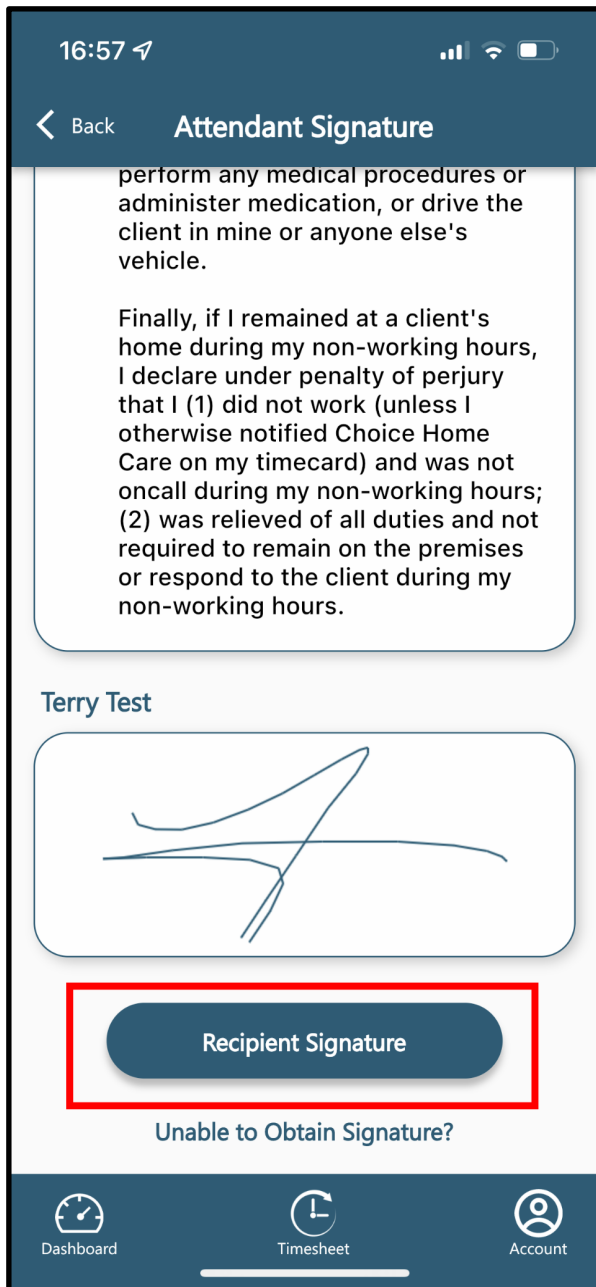 16:57
Back
Attendant Signature
perform any medical procedures or
administer medication, or drive the
client in mine or anyone else's
vehicle.
Finally, if I remained at a client's
home during my non-working hours,
I declare under penalty of perjury
that I (1) did not work (unless I
otherwise notified Choice Home
Care on my timecard) and was not
oncall during my non-working hours;
(2) was relieved of all duties and not
required to remain on the premises
or respond to the client during my
non-working hours.
Terry Test
Recipient Signature
Unable to Obtain Signature?
Dashboard
Timesheet
Account